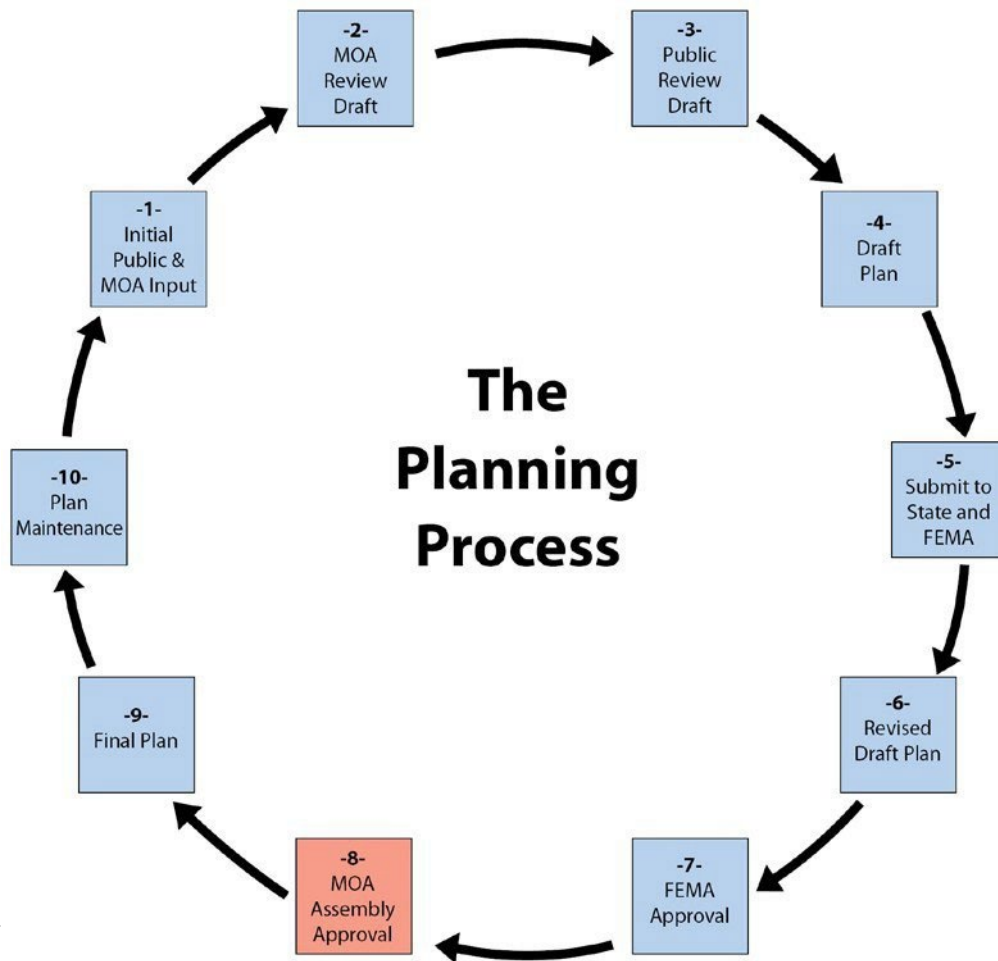 -1-
Initial
Public &
MOA Input
-2-
MOA
Review
Draft
-3-
Public
Review
Draft
-4-
Draft
Plan
-5-
Submit to
State and
FEMA
-6-
Revised
Draft Plan
-7-
FEMA
Approval
-8-
MOA
Assembly
Approval
-9-
Final Plan
-10-
Plan
Maintenance
The
Planning
Process